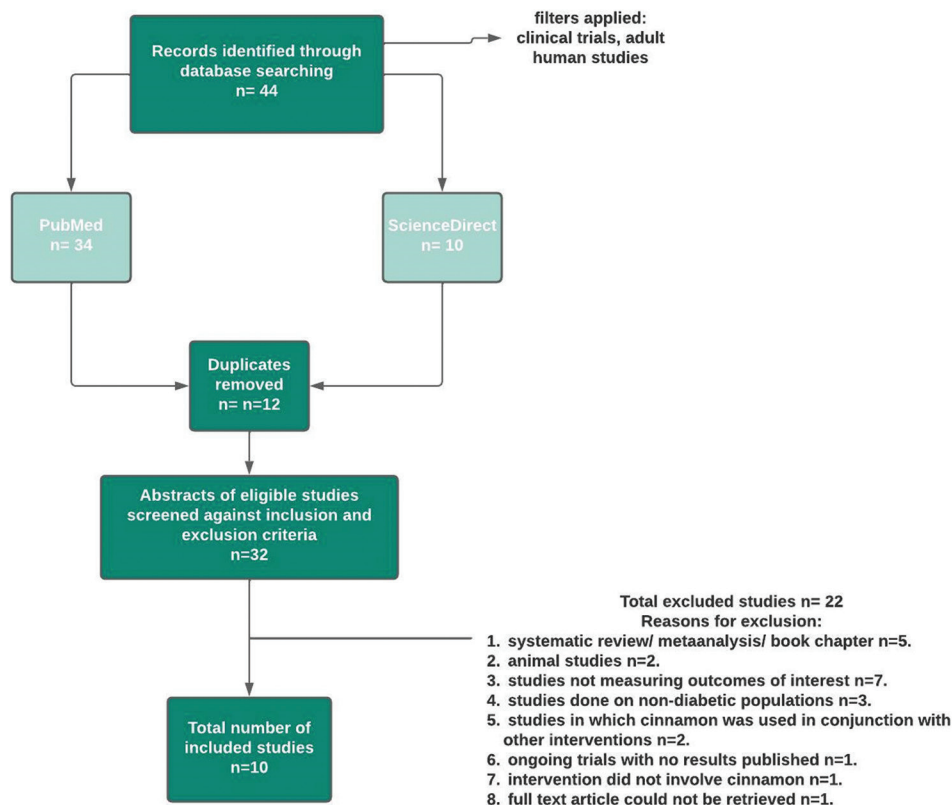 filters applied:
clinical trials, adult
human studies
Records identified through
database searching
n= 44
PubMed
n= 34
ScienceDirect
n= 10
Duplicates
removed
n= n=12
Abstracts of eligible studies
screened against inclusion and
exclusion criteria
n=32
Total excluded studies n= 22
Reasons for exclusion:
1. systematic review/ metaanalysis/ book chapter n=5.
2. animal studies n=2.
3. studies not measuring outcomes of interest n=7.
4. studies done on non-diabetic populations n=3.
5. studies in which cinnamon was used in conjunction with
other interventions n=2.
6. ongoing trials with no results published n=1.
7. intervention did not involve cinnamon n=1.
8. full text article could not be retrieved n=1.
Total number of
included studies
n=10